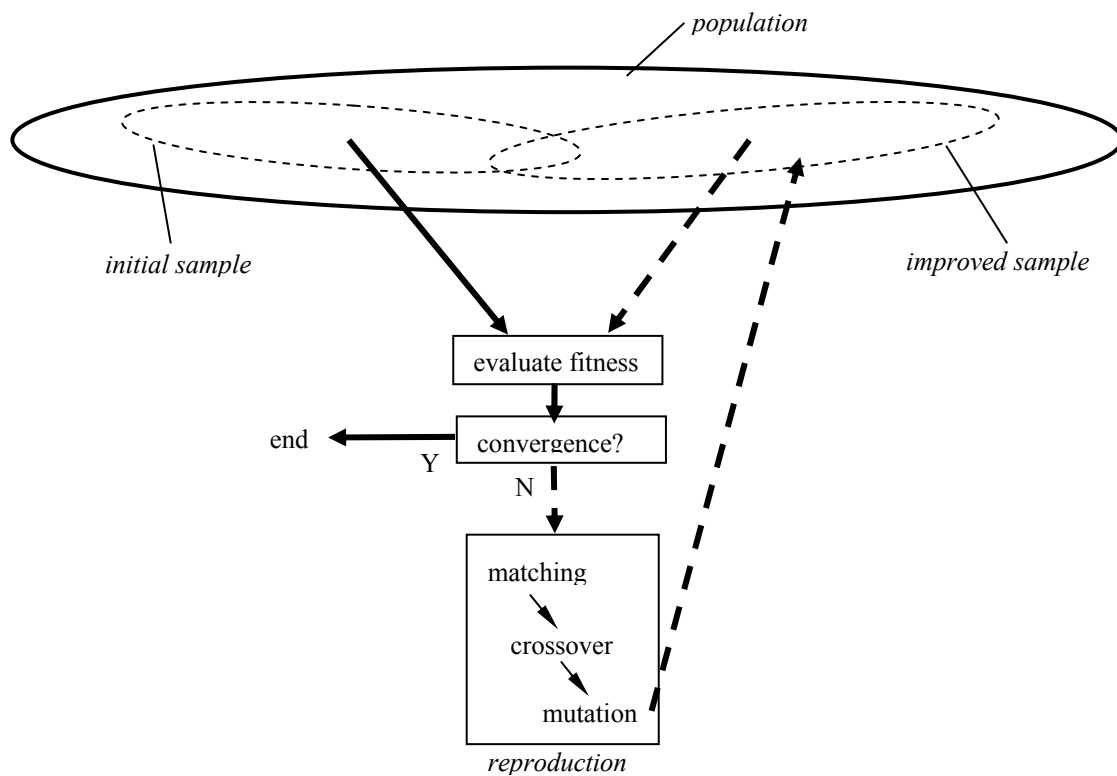 population
initial sample
improved sample
evaluate fitness
convergence?
end
Y
N
matching
crossover
mutation
reproduction